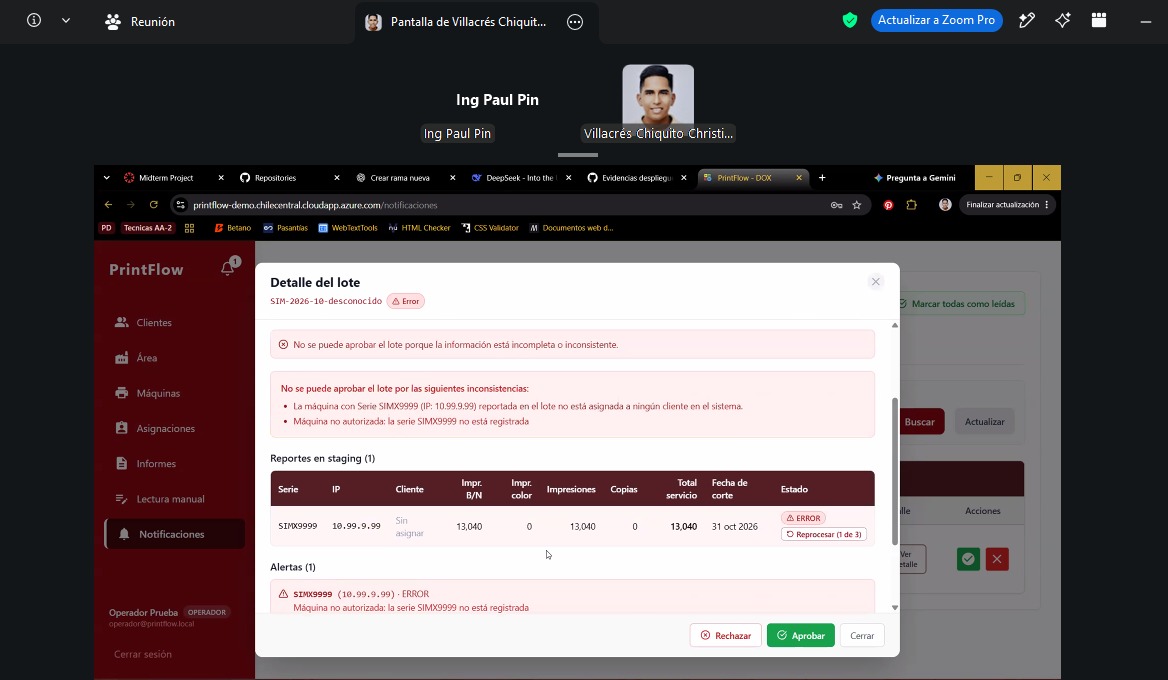 Reunión
Pantalla de Villacrés Chiquit...
Actualizar a Zoom Pro
Ing Paul Pin
Ing Paul Pin
Villacrés Chiquito Christi...
Midterm Project
Repositories
Crear rama nueva
DeepSeek - Into the
Evidencias desplieg
PrintFlow - DOX
Pregunta a Gemini
printflow-demo.chilecentral.cloudapp.azure.com/notificaciones
Finalizar actualización
PD
Tecnicas AA-2
Betano
Pasantías
WebTextTools
HTML Checker
CSS Validator
Documentos web d...
PrintFlow
1
Clientes
Área
Máquinas
Asignaciones
Informes
Lectura manual
Notificaciones
Operador Prueba OPERADOR
operador@printflow.local
Cerrar sesión
Detalle del lote
SIM-2026-10-desconocido Error
No se puede aprobar el lote porque la información está incompleta o inconsistente.
No se puede aprobar el lote por las siguientes inconsistencias:
• La máquina con Serie SIMX9999 (IP: 10.99.9.99) reportada en el lote no está asignada a ningún cliente en el sistema.
• Máquina no autorizada: la serie SIMX9999 no está registrada
Reportes en staging (1)
Serie IP Cliente Impr. B/N Impr. color Impresiones Copias Total servicio Fecha de corte Estado
SIMX9999 10.99.9.99 Sin asignar 13,040 0 13,040 0 13,040 31 oct 2026 ERROR
Reprocesar (1 de 3)
Alertas (1)
SIMX9999 (10.99.9.99) · ERROR
Máquina no autorizada: la serie SIMX9999 no está registrada
Rechazar
Aprobar
Cerrar
Marcar todas como leídas
Buscar
Actualizar
Acciones
Ver